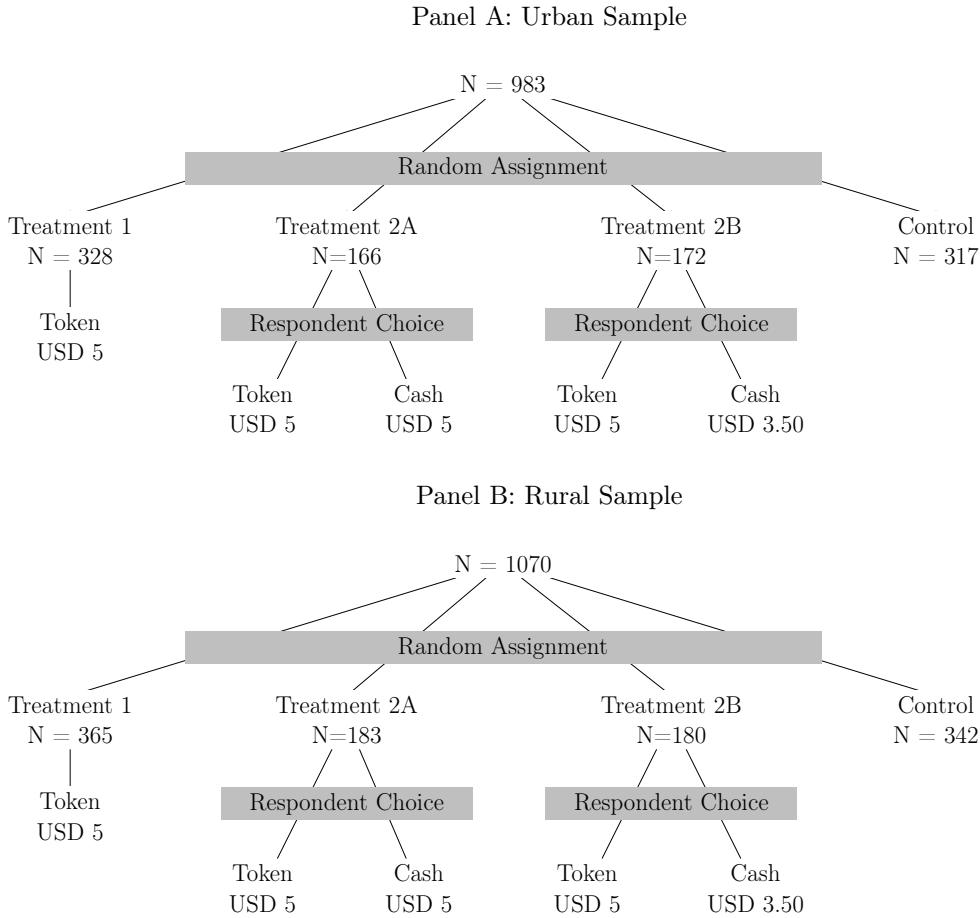 Panel A: Urban Sample
N = 983
Random Assignment
Treatment 1 Treatment 2A Treatment 2B Control
N = 328 N=166 N=172 N = 317
Token Respondent Choice Respondent Choice
USD 5
Token Cash Token Cash
USD 5 USD 5 USD 5 USD 3.50
Panel B: Rural Sample
N = 1070
Random Assignment
Treatment 1 Treatment 2A Treatment 2B Control
N = 365 N=183 N=180 N = 342
Token Respondent Choice Respondent Choice
USD 5
Token Cash Token Cash
USD 5 USD 5 USD 5 USD 3.50